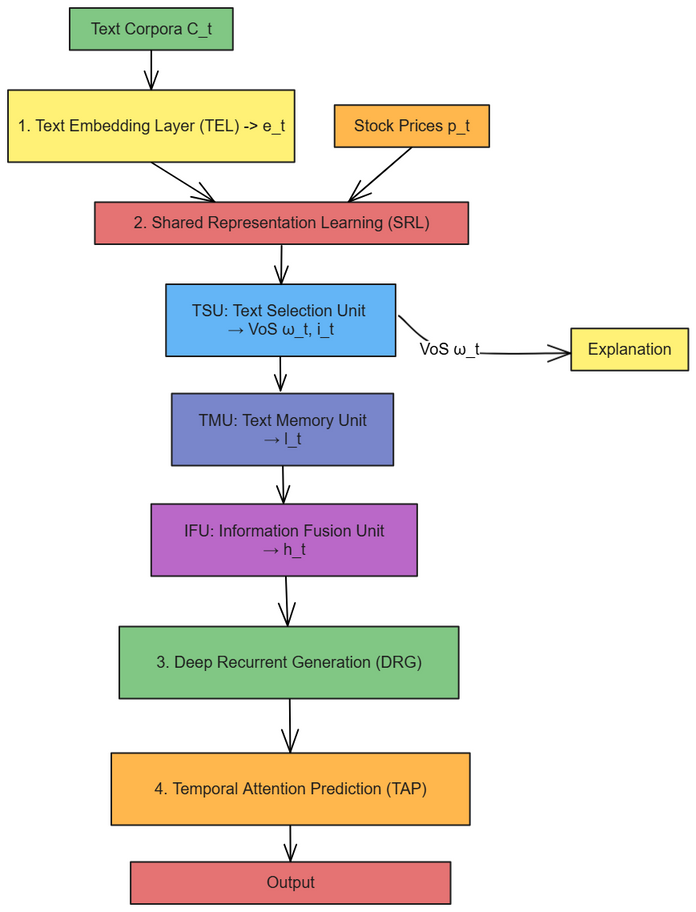 Text Corpora C_t
1. Text Embedding Layer (TEL) -> e_t
Stock Prices p_t
2. Shared Representation Learning (SRL)
TSU: Text Selection Unit
→ VoS ω_t, i_t
VoS ω_t
Explanation
TMU: Text Memory Unit
→ l_t
IFU: Information Fusion Unit
→ h_t
3. Deep Recurrent Generation (DRG)
4. Temporal Attention Prediction (TAP)
Output